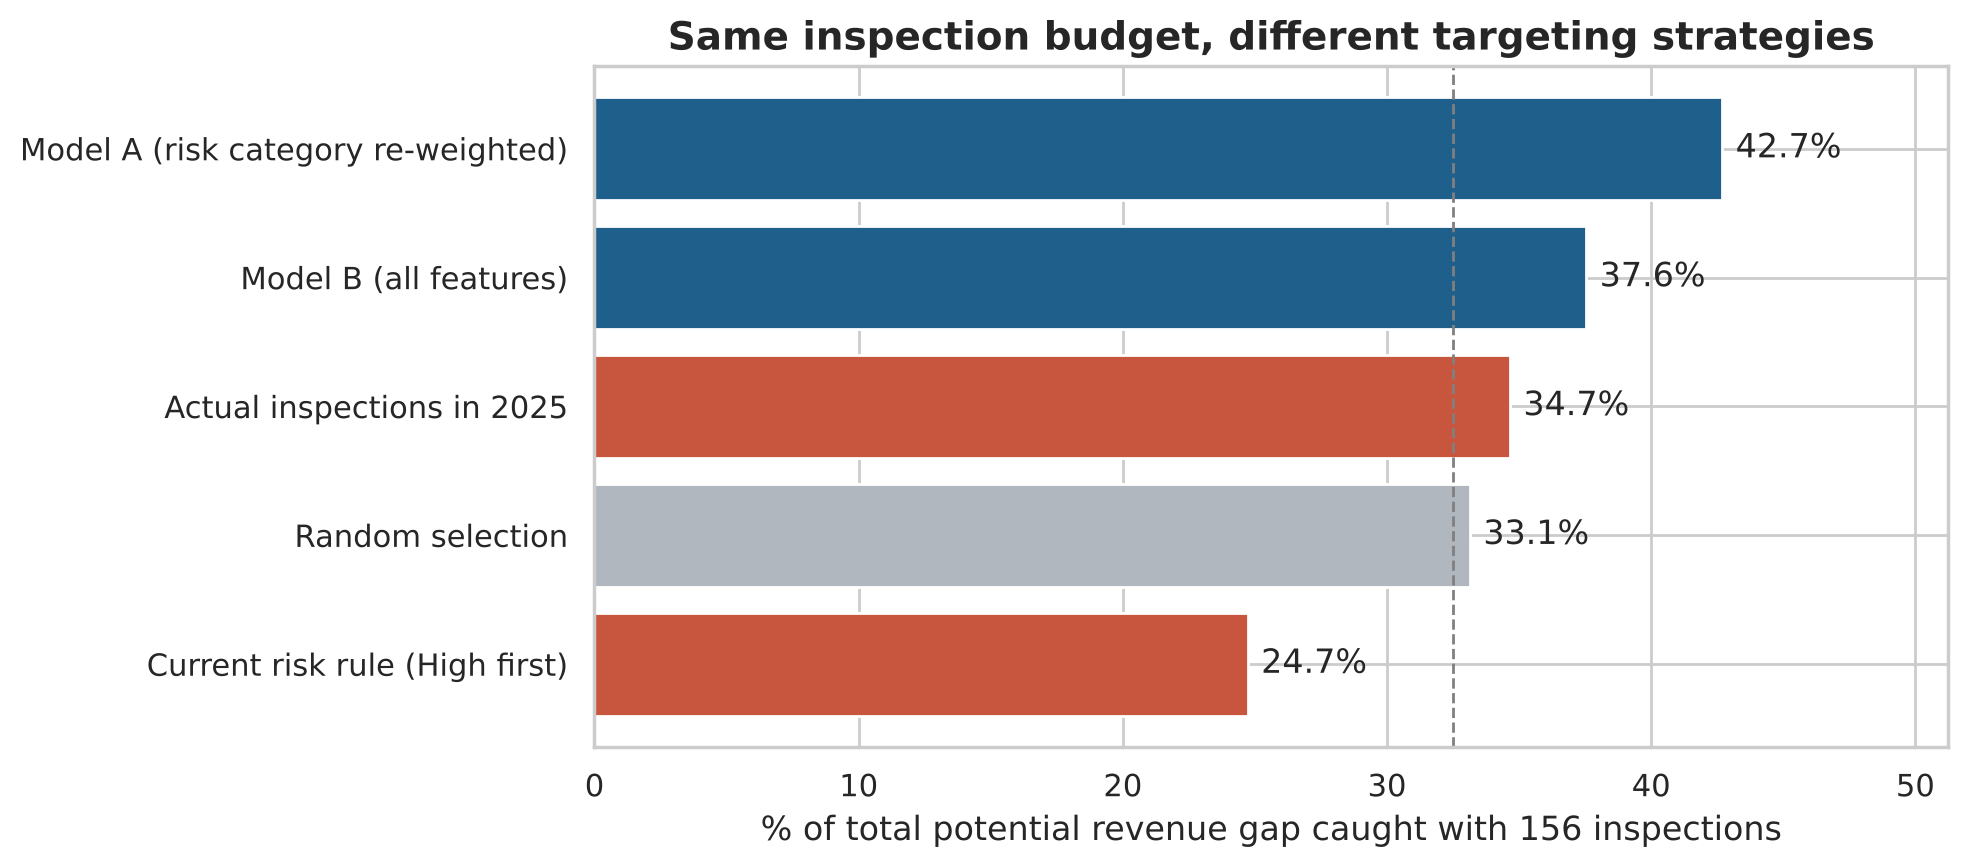 Same inspection budget, different targeting strategies
Model A (risk category re-weighted)
42.7%
Model B (all features)
37.6%
Actual inspections in 2025
34.7%
Random selection
33.1%
Current risk rule (High first)
24.7%
0 10 20 30 40 50
% of total potential revenue gap caught with 156 inspections